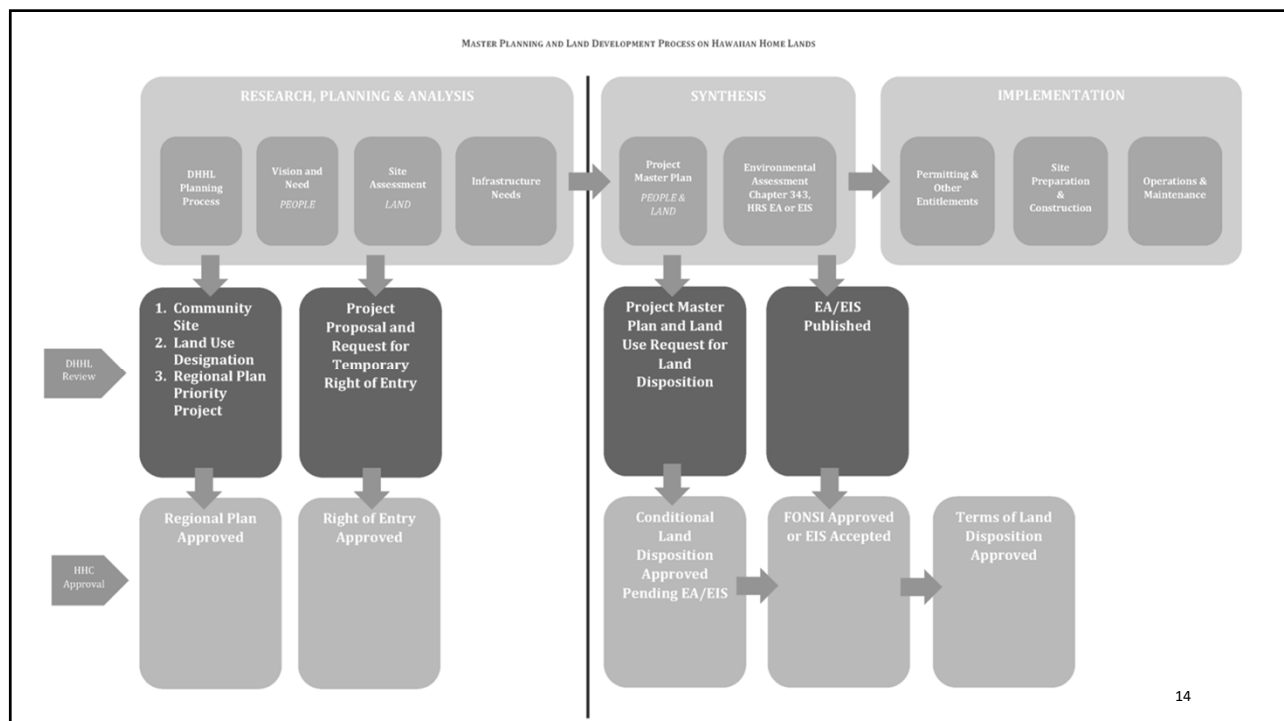 MASTER PLANNING AND LAND DEVELOPMENT PROCESS ON HAWAIIAN HOME LANDS
RESEARCH, PLANNING & ANALYSIS
DHHL
Planning
Process
Vision and
Need
PEOPLE
Site
Assessment
LAND
Infrastructure
Needs
SYNTHESIS
Project
Master Plan
PEOPLE &
LAND
Environmental
Assessment
Chapter 343,
HRS EA or EIS
IMPLEMENTATION
Permitting &
Other
Entitlements
Site
Preparation
&
Construction
Operations &
Maintenance
DHHL
Review
1. Community
Site
2. Land Use
Designation
3. Regional Plan
Priority
Project
Project
Proposal and
Request for
Temporary
Right of Entry
Project Master
Plan and Land
Use Request for
Land
Disposition
EA/EIS
Published
HHC
Approval
Regional Plan
Approved
Right of Entry
Approved
Conditional
Land
Disposition
Approved
Pending EA/EIS
FONSI Approved
or EIS Accepted
Terms of Land
Disposition
Approved
14